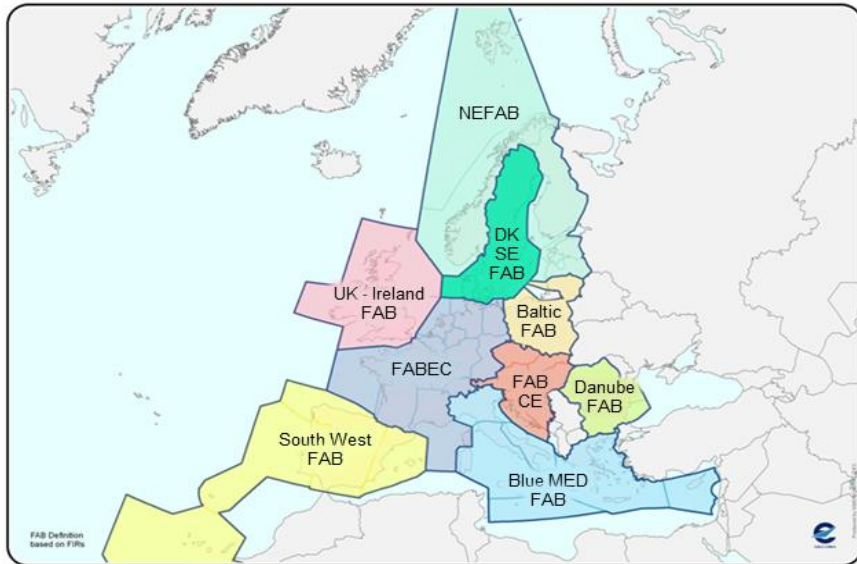 NEFAB
DK
SE
FAB
UK - Ireland
FAB
Baltic
FAB
FABEC
FAB
CE
Danube
FAB
South West
FAB
Blue MED
FAB
FAB Definition
based on FIRs